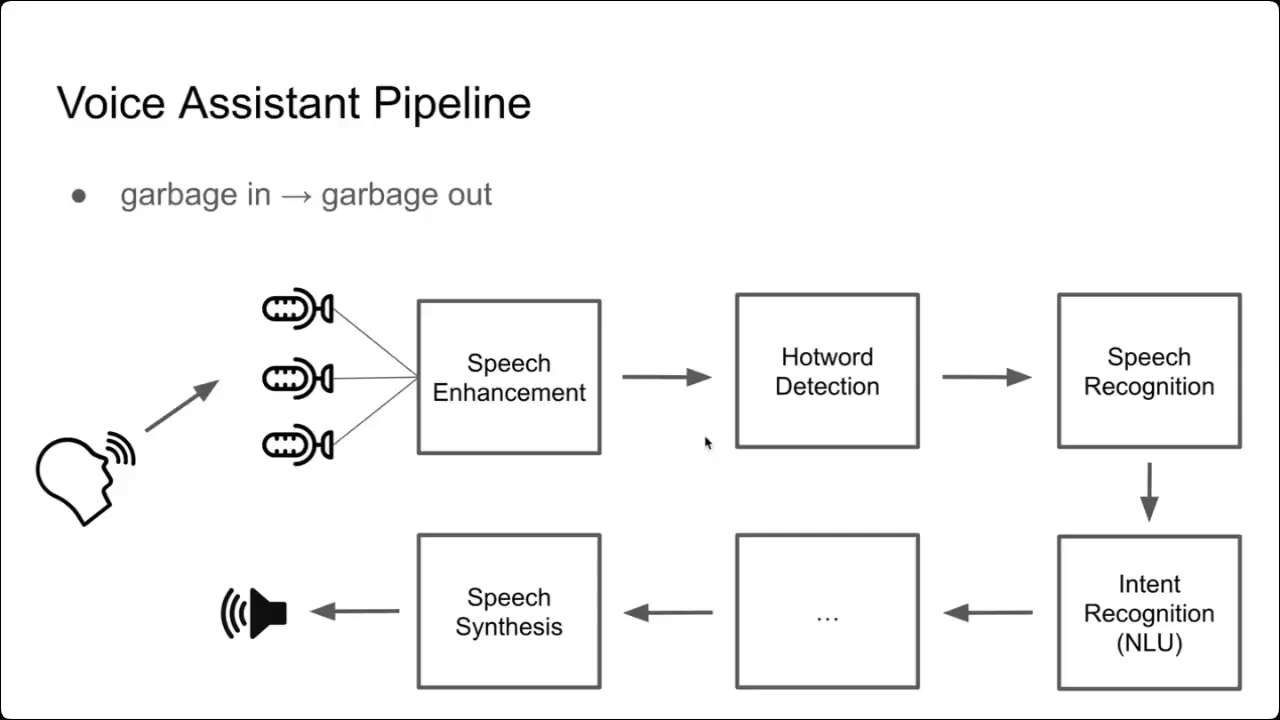 Voice Assistant Pipeline
● garbage in → garbage out
Speech
Enhancement
Hotword
Detection
Speech
Recognition
Speech
Synthesis
...
Intent
Recognition
(NLU)